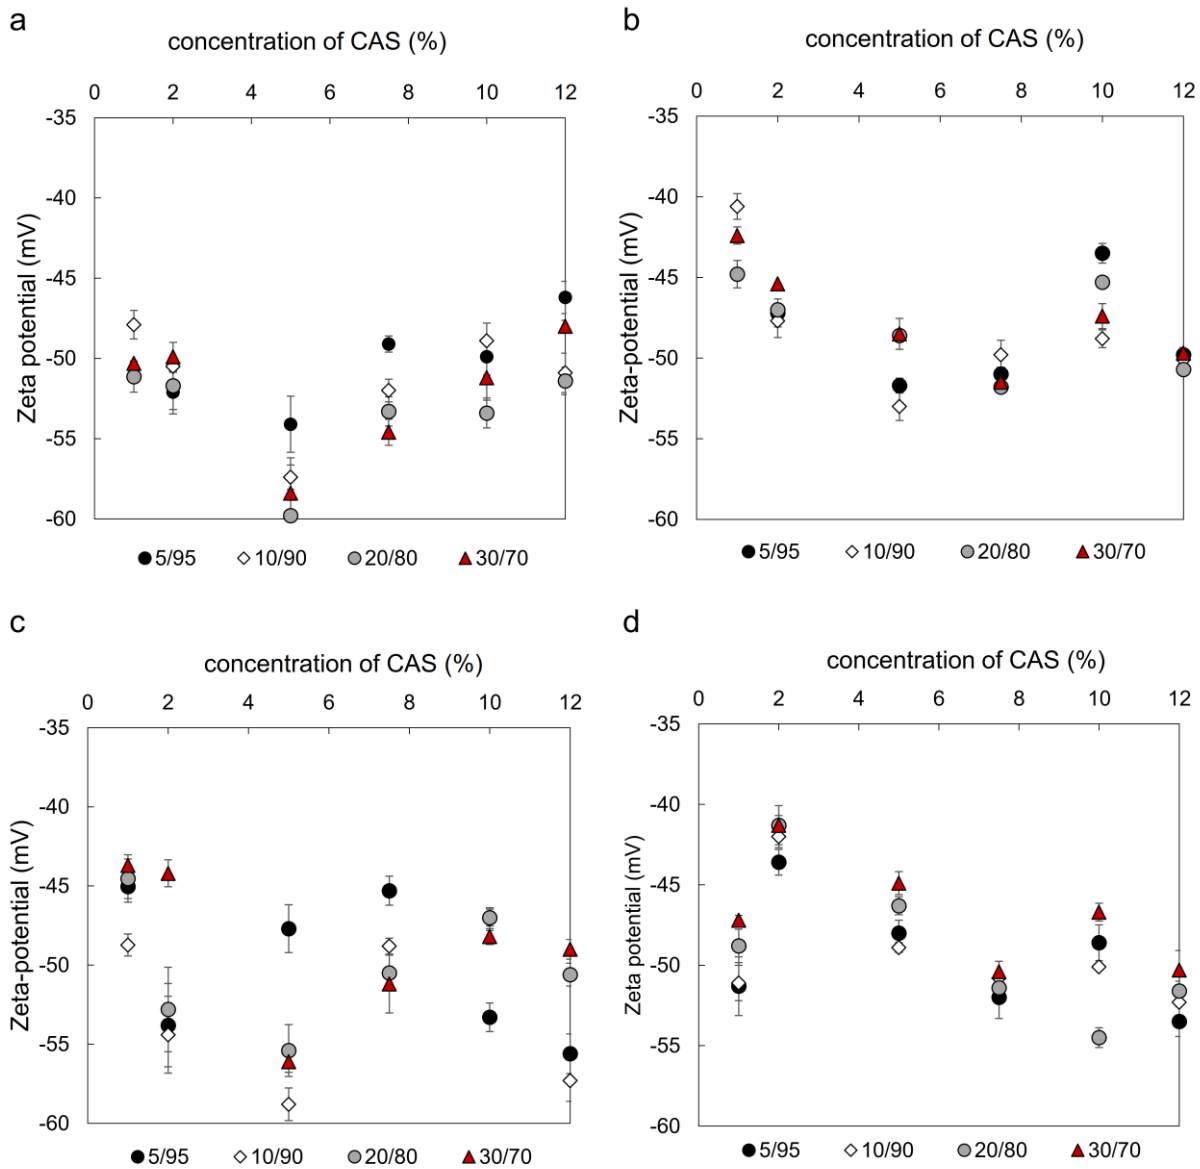 a
concentration of CAS (%)
0 2 4 6 8 10 12
-35
-40
-45
-50
-55
-60
Zeta potential (mV)
5/95 10/90 20/80 30/70
b
concentration of CAS (%)
0 2 4 6 8 10 12
-35
-40
-45
-50
-55
-60
Zeta-potential (mV)
5/95 10/90 20/80 30/70
c
concentration of CAS (%)
0 2 4 6 8 10 12
-35
-40
-45
-50
-55
-60
Zeta-potential (mV)
5/95 10/90 20/80 30/70
d
concentration of CAS (%)
0 2 4 6 8 10 12
-35
-40
-45
-50
-55
-60
Zeta potential (mV)
5/95 10/90 20/80 30/70